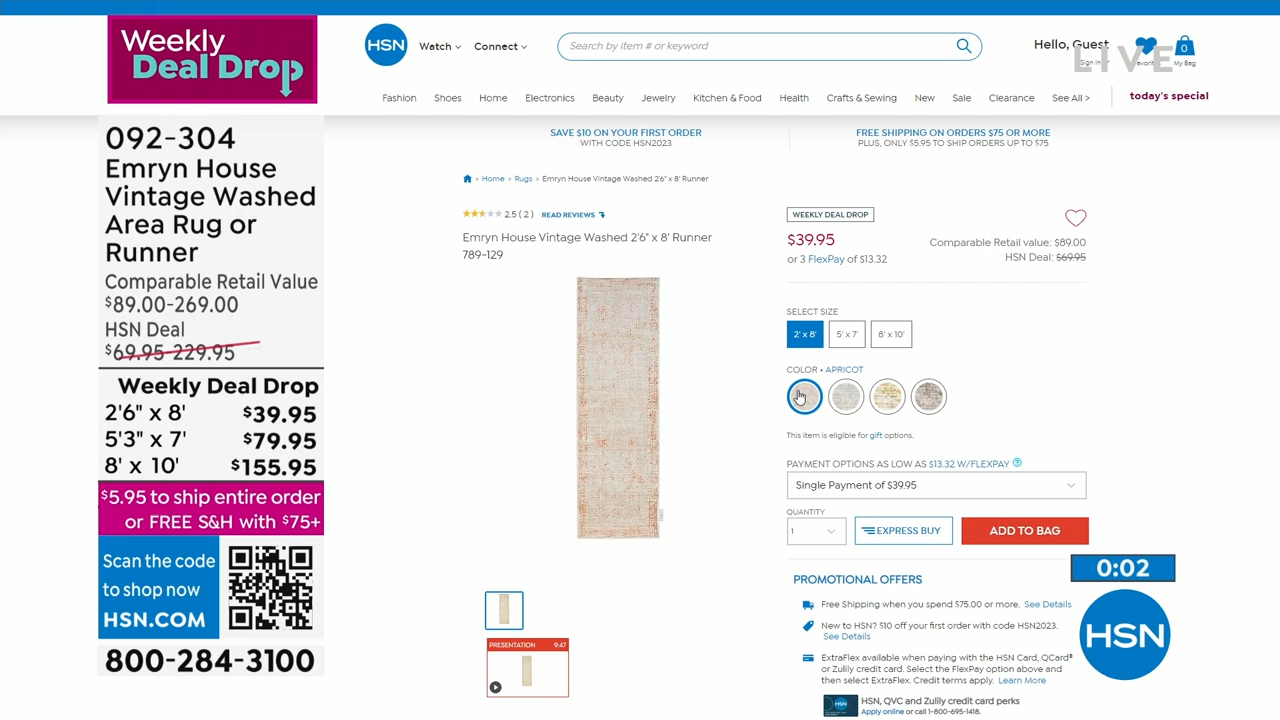 Weekly
Deal Drop
092-304
Emryn House
Vintage Washed
Area Rug or
Runner
Comparable Retail Value
$89.00-269.00
HSN Deal
$69.95-229.95
Weekly Deal Drop
2'6" x 8' $39.95
5'3" x 7' $79.95
8' x 10' $155.95
$5.95 to ship entire order
or FREE S&H with $75+
Scan the code
to shop now
HSN.COM
800-284-3100
HSN
Watch
Connect
Search by item # or keyword
Hello, Guest
Sign In
Favorites
0
My Bag
LIVE
Fashion Shoes Home Electronics Beauty Jewelry Kitchen & Food Health Crafts & Sewing New Sale Clearance See All > today's special
SAVE $10 ON YOUR FIRST ORDER
WITH CODE HSN2023
FREE SHIPPING ON ORDERS $75 OR MORE
PLUS, ONLY $5.95 TO SHIP ORDERS UP TO $75
> Home > Rugs > Emryn House Vintage Washed 2'6" x 8' Runner
2.5 ( 2 ) READ REVIEWS
Emryn House Vintage Washed 2'6" x 8' Runner
789-129
PRESENTATION 9:47
WEEKLY DEAL DROP
$39.95
or 3 FlexPay of $13.32
Comparable Retail value: $89.00
HSN Deal: $69.95
SELECT SIZE
2' x 8' 5' x 7' 8' x 10'
COLOR • APRICOT
This item is eligible for gift options.
PAYMENT OPTIONS AS LOW AS $13.32 W/FLEXPAY ?
Single Payment of $39.95
QUANTITY
1
EXPRESS BUY
ADD TO BAG
PROMOTIONAL OFFERS
Free Shipping when you spend $75.00 or more. See Details
New to HSN? $10 off your first order with code HSN2023.
See Details
ExtraFlex available when paying with the HSN Card, QCard®
or Zulily credit card. Select the FlexPay option above and
then select ExtraFlex. Credit terms apply. Learn More
HSN
HSN, QVC and Zulily credit card perks
Apply online or call 1-800-695-1418.
0:02
HSN